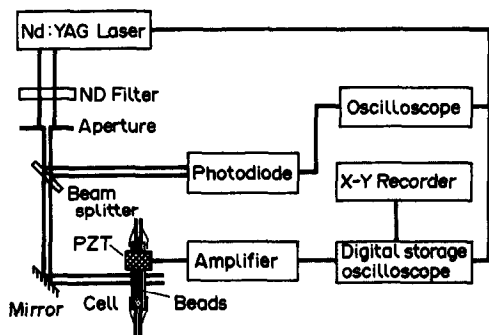 Nd:YAG Laser
ND Filter
Aperture
Oscilloscope
Photodiode
Beam
splitter
X-Y Recorder
PZT
Amplifier
Digital storage
oscilloscope
Mirror
Cell
Beads